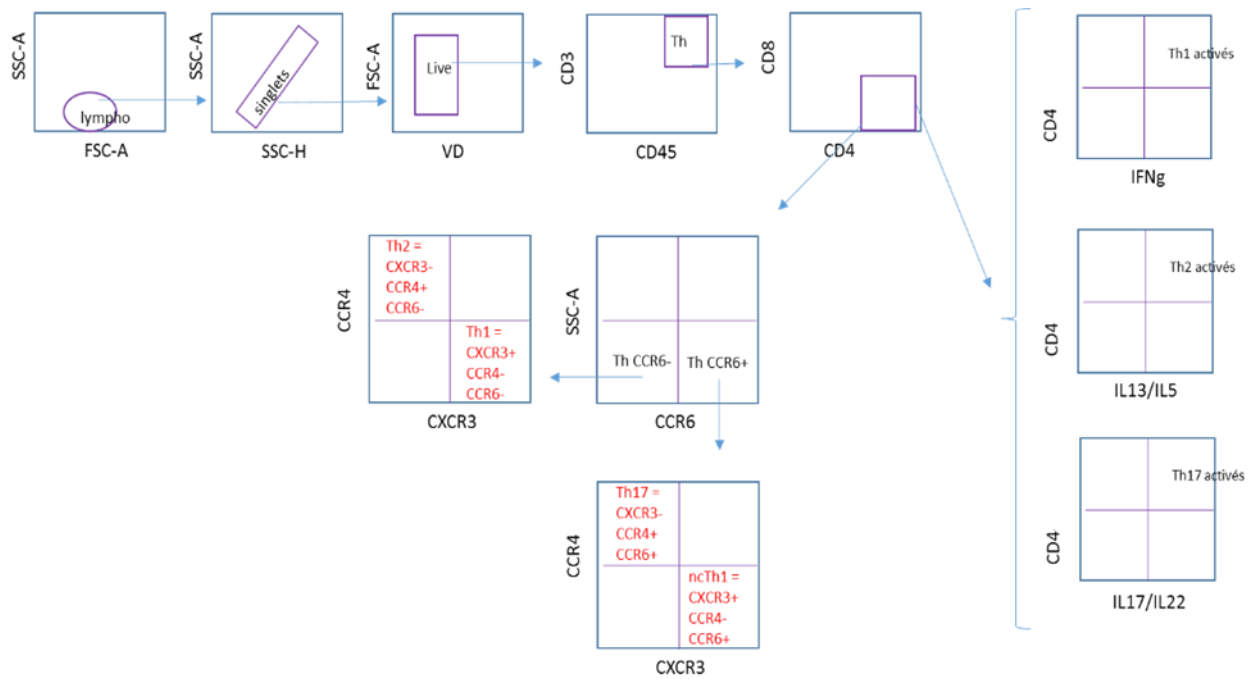 SSC-A
lympho
FSC-A
SSC-A
singlets
SSC-H
FSC-A
Live
VD
CD3
Th
CD45
CD8
CD4
CD4
Th1 activés
IFNg
CCR4
Th2 =
CXCR3-
CCR4+
CCR6-
Th1 =
CXCR3+
CCR4-
CCR6-
CXCR3
SSC-A
Th CCR6-
Th CCR6+
CCR6
CD4
Th2 activés
IL13/IL5
CCR4
Th17 =
CXCR3-
CCR4+
CCR6+
ncTh1 =
CXCR3+
CCR4-
CCR6+
CXCR3
CD4
Th17 activés
IL17/IL22